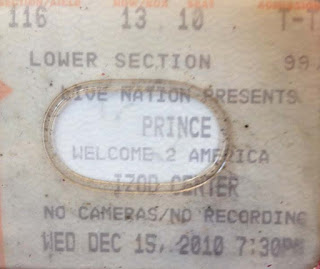 116 13 10
LOWER SECTION 99
LIVE NATION PRESENTS
PRINCE
WELCOME 2 AMERICA
IZOD CENTER
NO CAMERAS/NO RECORDING
WED DEC 15, 2010 7:30PM